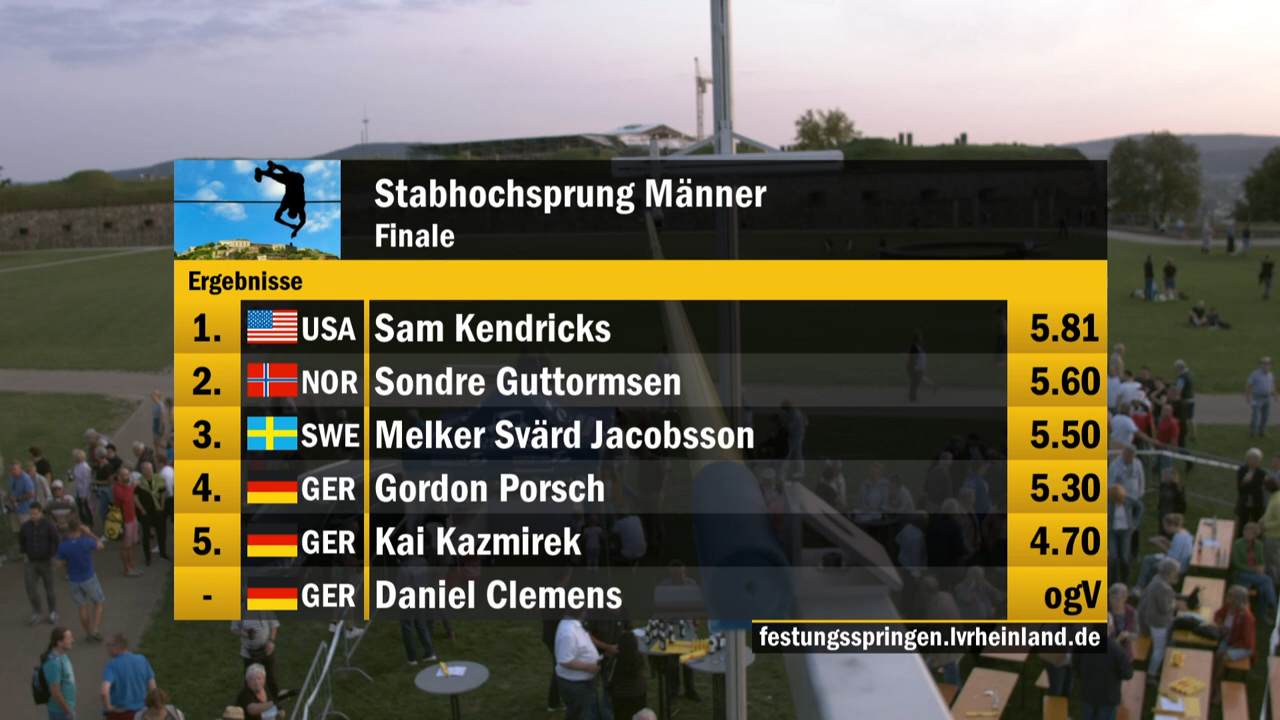 Stabhochsprung Männer
Finale
Ergebnisse
1. USA Sam Kendricks 5.81
2. NOR Sondre Guttormsen 5.60
3. SWE Melker Svärd Jacobsson 5.50
4. GER Gordon Porsch 5.30
5. GER Kai Kazmirek 4.70
- GER Daniel Clemens ogV
festungsspringen.lvrheinland.de